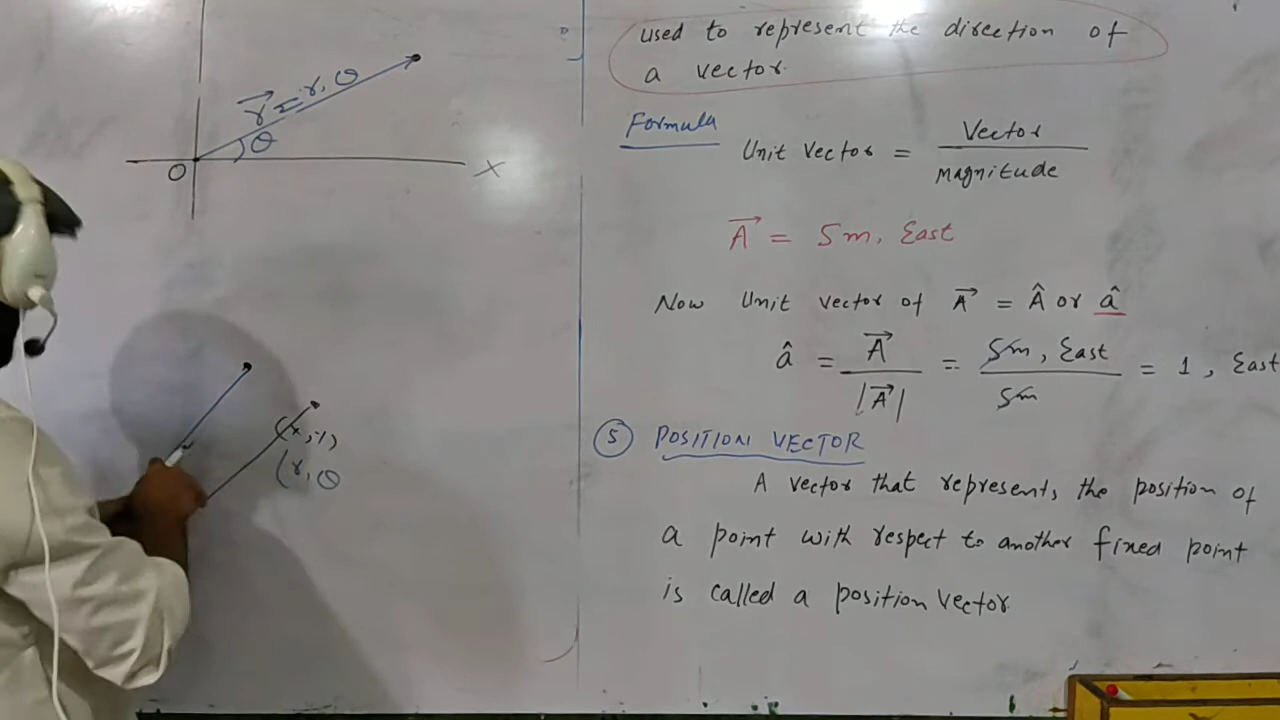 r⃗ = r, θ
θ
O
X
(x, y)
(r, θ
used to represent the direction of
a vector.
Formula
Unit Vector = Vector / magnitude
A⃗ = 5m, East
Now Unit vector of A⃗ = Â or â
â = A⃗ / |A⃗| = 5m, East / 5m = 1, East
5 POSITION VECTOR
A vector that represents the position of
a point with respect to another fixed point
is called a position vector.